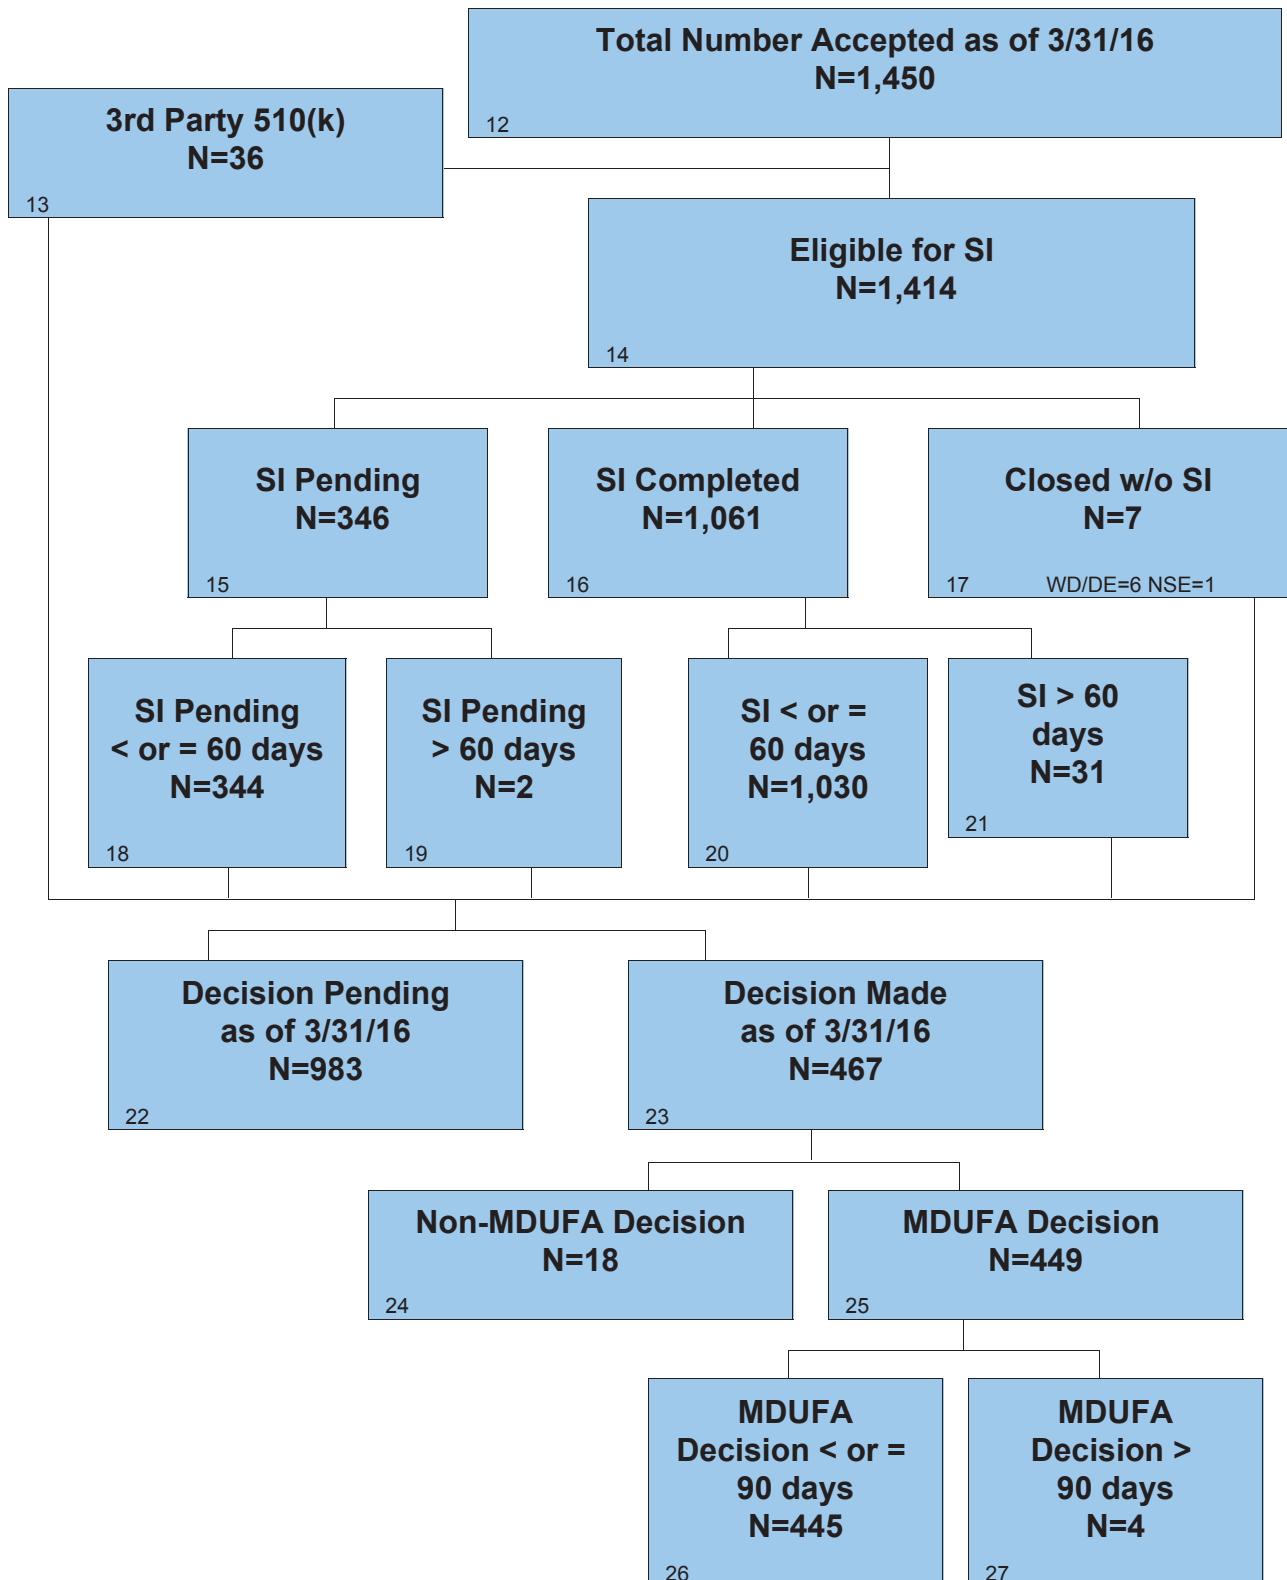 Total Number Accepted as of 3/31/16
N=1,450
12
3rd Party 510(k)
N=36
13
Eligible for SI
N=1,414
14
SI Pending
N=346
15
SI Completed
N=1,061
16
Closed w/o SI
N=7
17 WD/DE=6 NSE=1
SI Pending
< or = 60 days
N=344
18
SI Pending
> 60 days
N=2
19
SI < or =
60 days
N=1,030
20
SI > 60
days
N=31
21
Decision Pending
as of 3/31/16
N=983
22
Decision Made
as of 3/31/16
N=467
23
Non-MDUFA Decision
N=18
24
MDUFA Decision
N=449
25
MDUFA
Decision < or =
90 days
N=445
26
MDUFA
Decision >
90 days
N=4
27